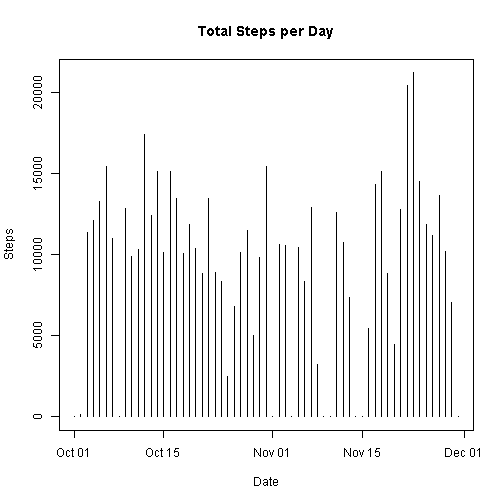 Total Steps per Day
Steps
20000
15000
10000
5000
0
Oct 01 Oct 15 Nov 01 Nov 15 Dec 01
Date